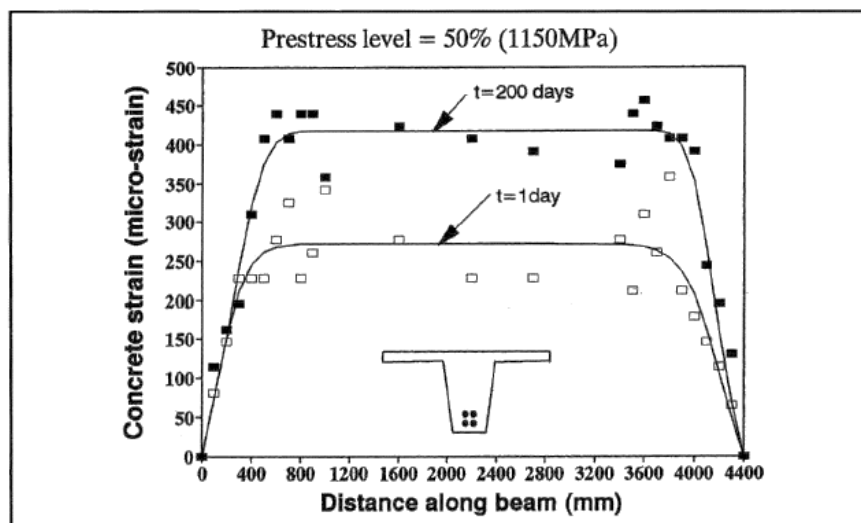 Prestress level = 50% (1150MPa)
500
450
400
350
300
250
200
150
100
50
0
Concrete strain (micro-strain)
t=200 days
t=1day
0 400 800 1200 1600 2000 2400 2800 3200 3600 4000 4400
Distance along beam (mm)